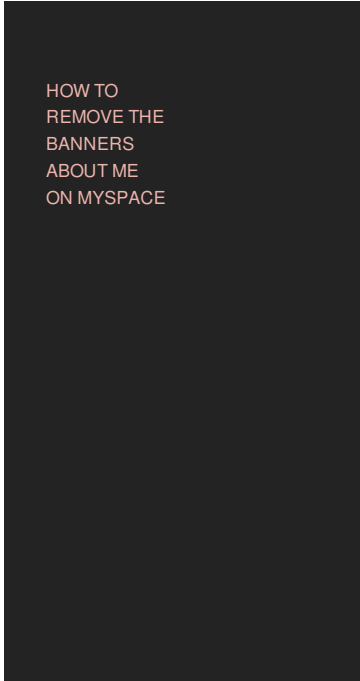 HOW TO
REMOVE THE
BANNERS
ABOUT ME
ON MYSPACE